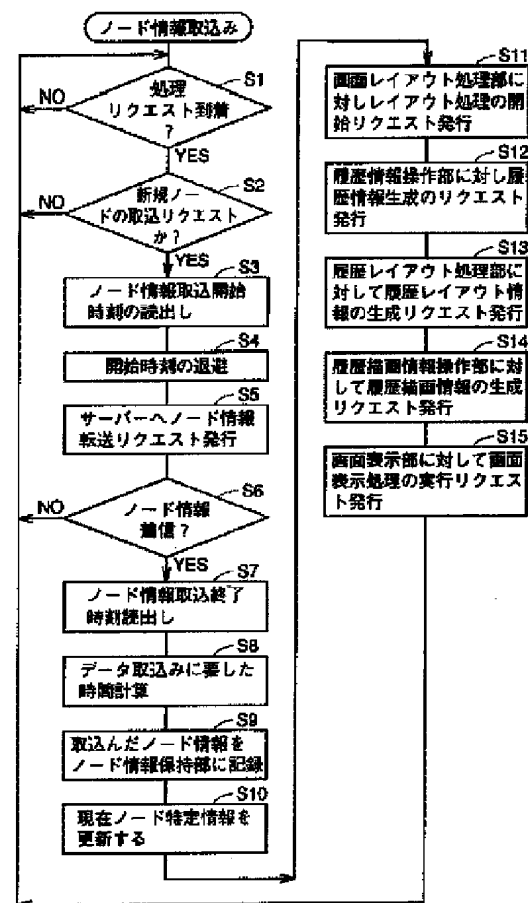 ノード情報取込み
S1
処理
リクエスト到着
?
NO
YES
S2
新規ノー
ドの取込リクエスト
か?
NO
YES
S3
ノード情報取込開始
時刻の読出し
S4
開始時刻の退避
S5
サーバーへノード情報
転送リクエスト発行
S6
ノード情報
着信?
NO
YES
S7
ノード情報取込終了
時刻読出し
S8
データ取込みに要した
時間計算
S9
取込んだノード情報を
ノード情報保持部に記録
S10
現在ノード特定情報を
更新する
S11
画面レイアウト処理部に
対しレイアウト処理の開
始リクエスト発行
S12
履歴情報操作部に対し履
歴情報生成のリクエスト
発行
S13
履歴レイアウト処理部に
対して履歴レイアウト情
報の生成リクエスト発行
S14
履歴描画情報操作部に対
して履歴描画情報の生成
リクエスト発行
S15
画面表示部に対して画面
表示処理の実行リクエス
ト発行